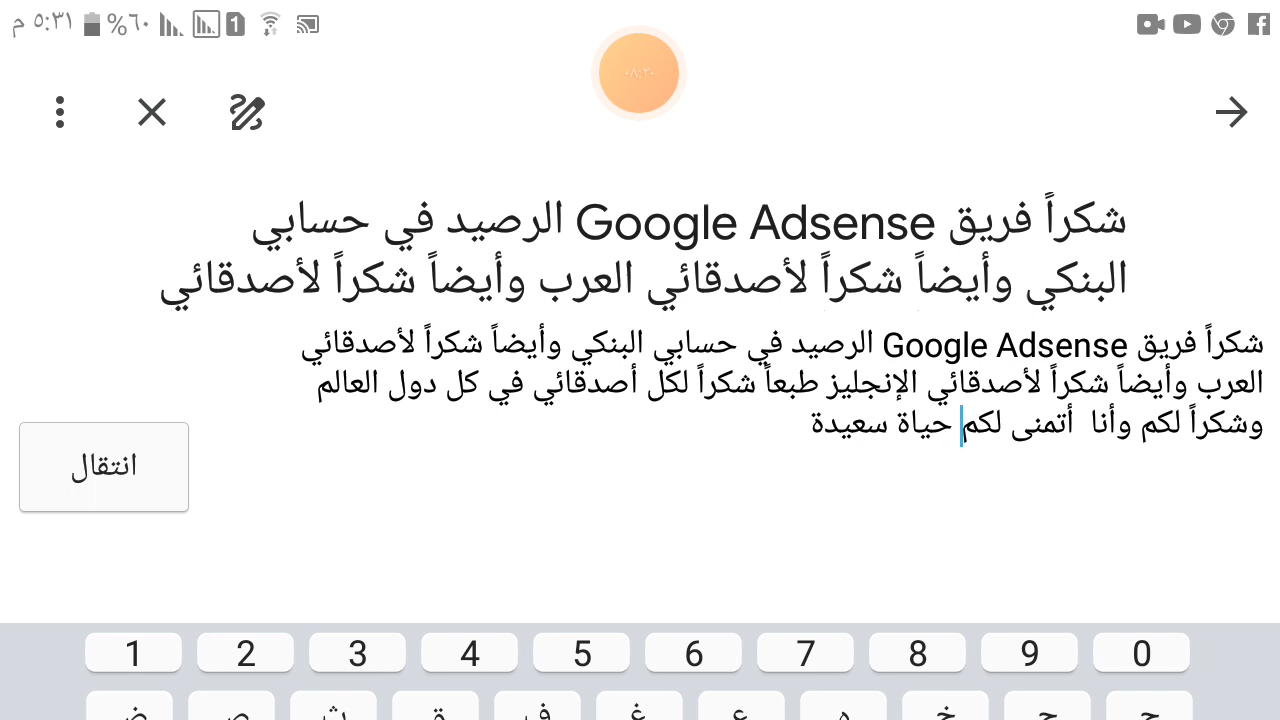 ٥:٣١ م
%٦٠
1
٠٨:٢٠
شكراً فريق Google Adsense الرصيد في حسابي
البنكي وأيضاً شكراً لأصدقائي العرب وأيضاً شكراً لأصدقائي
شكراً فريق Google Adsense الرصيد في حسابي البنكي وأيضاً شكراً لأصدقائي
العرب وأيضاً شكراً لأصدقائي الإنجليز طبعاً شكراً لكل أصدقائي في كل دول العالم
وشكراً لكم وأنا  أتمنى لكم حياة سعيدة
انتقال
1 2 3 4 5 6 7 8 9 0
ض ص ث ق ف غ ع ه خ ح ج